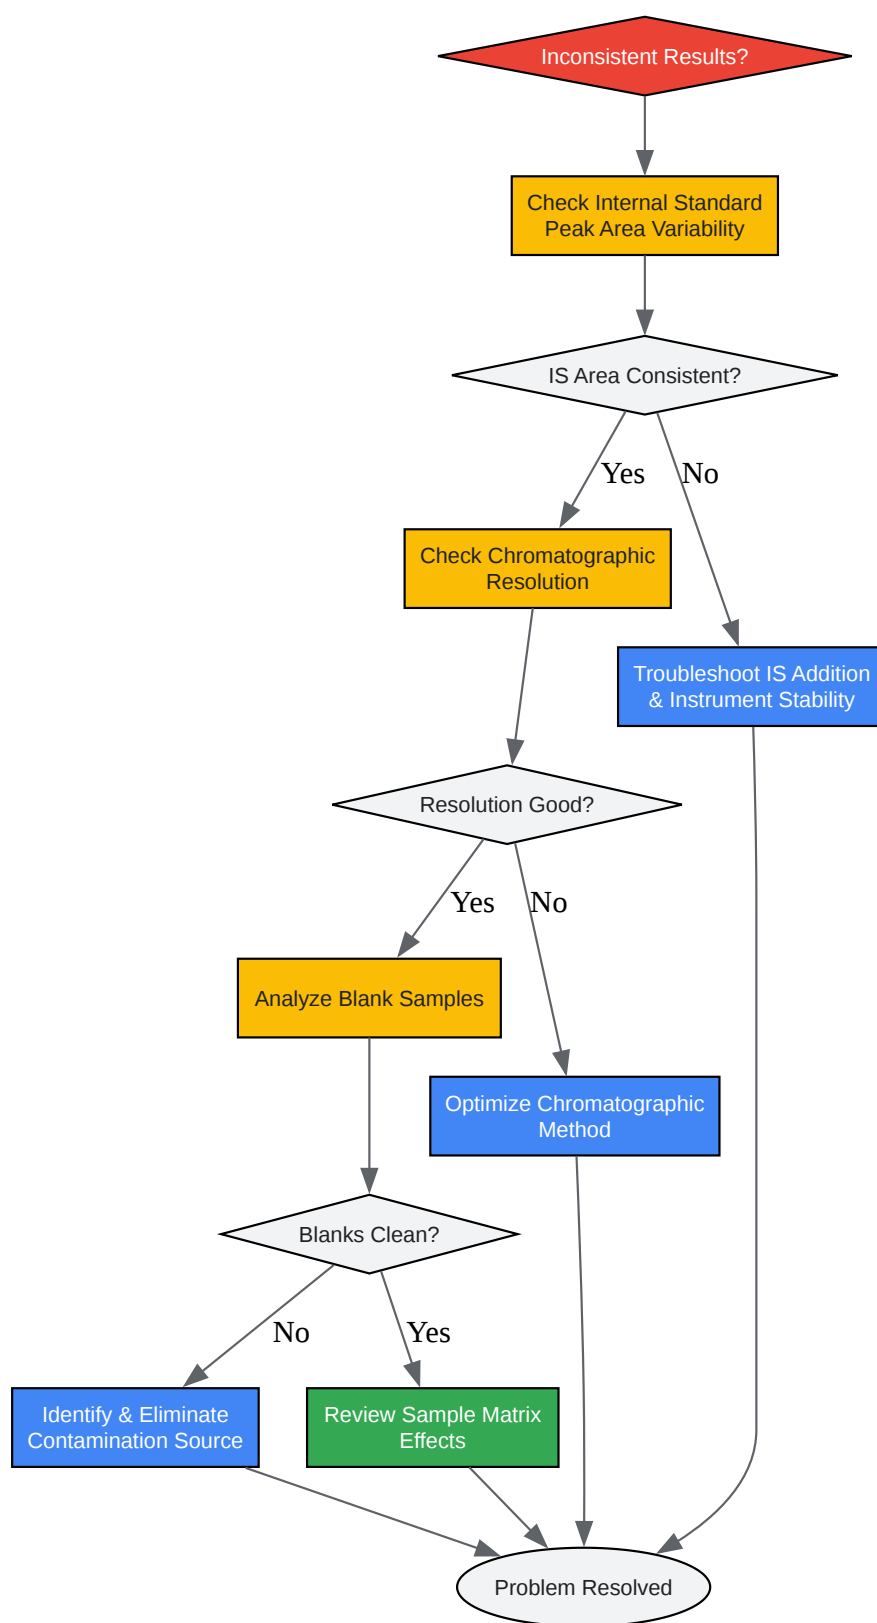 Inconsistent Results?
Check Internal Standard
Peak Area Variability
IS Area Consistent?
Yes
No
Check Chromatographic
Resolution
Troubleshoot IS Addition
& Instrument Stability
Resolution Good?
Yes
No
Analyze Blank Samples
Optimize Chromatographic
Method
Blanks Clean?
No
Yes
Identify & Eliminate
Contamination Source
Review Sample Matrix
Effects
Problem Resolved